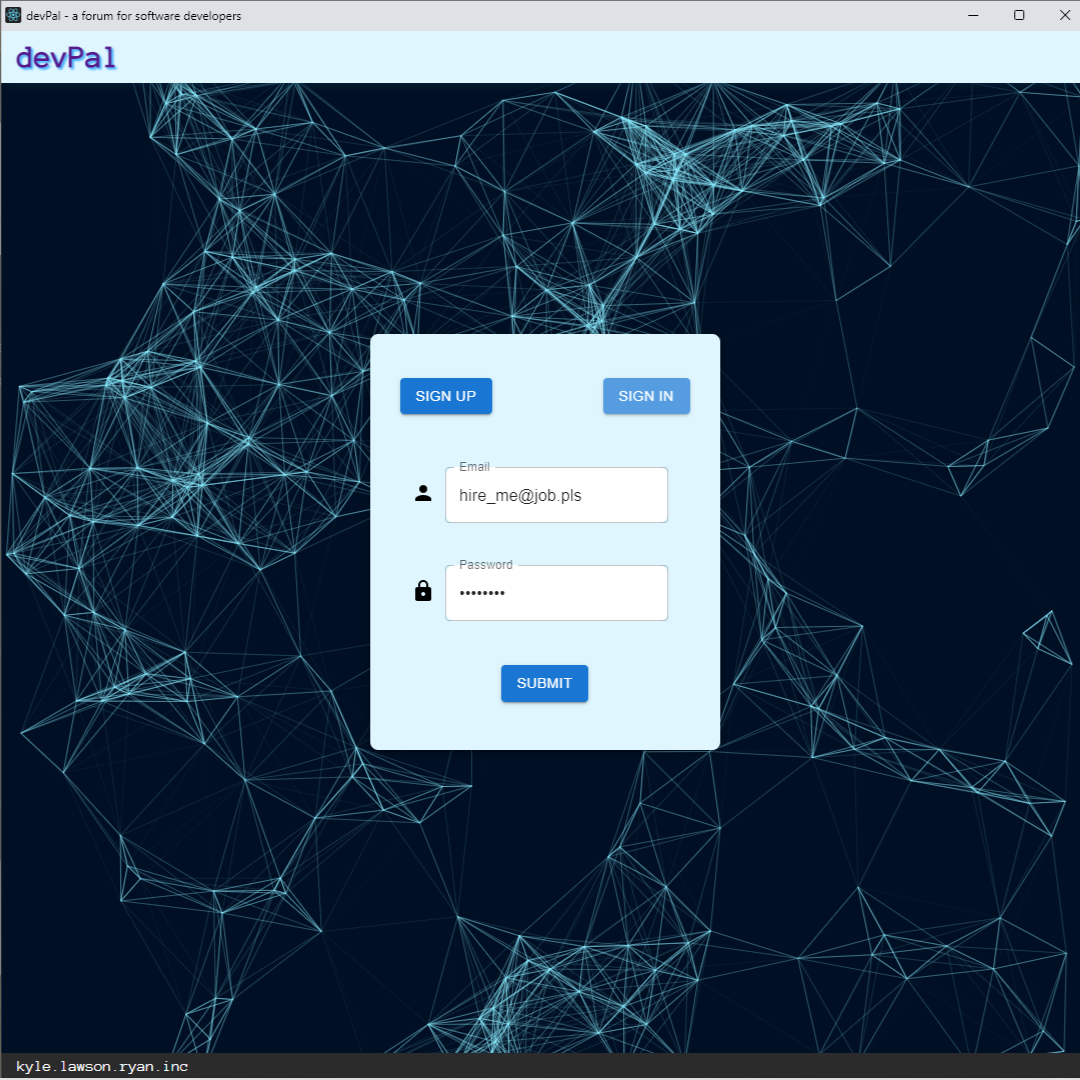 devPal - a forum for software developers
devPal
SIGN UP
SIGN IN
Email
hire_me@job.pls
Password
••••••••
SUBMIT
kyle.lawson.ryan.inc